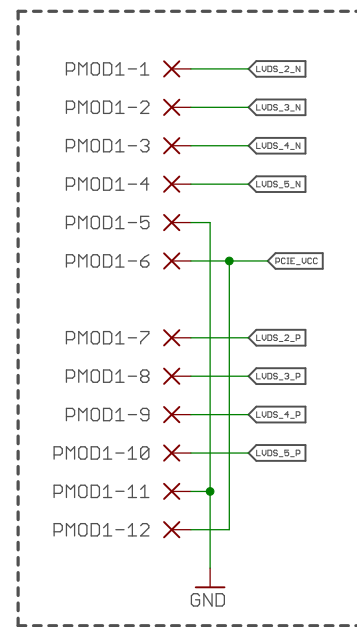 PMOD1-1 LVDS_2_N
PMOD1-2 LVDS_3_N
PMOD1-3 LVDS_4_N
PMOD1-4 LVDS_5_N
PMOD1-5
PMOD1-6 PCIE_VCC
PMOD1-7 LVDS_2_P
PMOD1-8 LVDS_3_P
PMOD1-9 LVDS_4_P
PMOD1-10 LVDS_5_P
PMOD1-11
PMOD1-12
GND